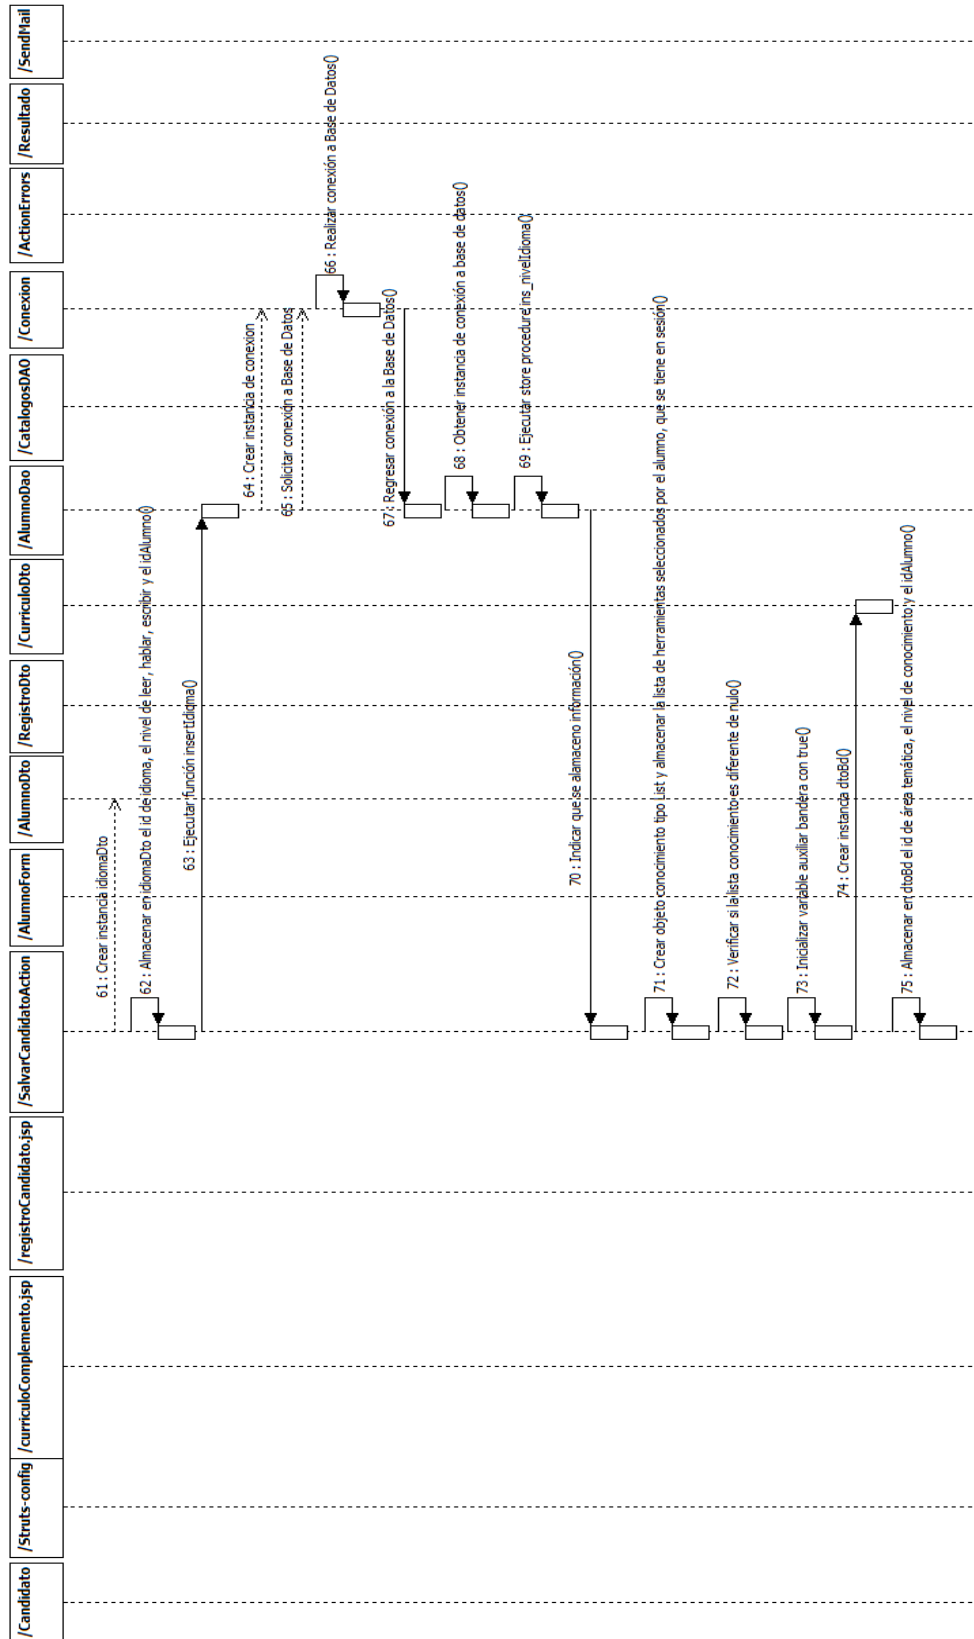 /Candidato
/Struts-config
/curriculoComplemento.jsp
/registroCandidato.jsp
/SalvarCandidatoAction
/AlumnoForm
/AlumnoDto
/RegistroDto
/CurriculoDto
/AlumnoDao
/CatalogosDAO
/Conexion
/ActionErrors
/Resultado
/SendMail
61 : Crear instancia idiomaDto
62 : Almacenar en idiomaDto el id de idioma, el nivel de leer, hablar, escribir y el idAlumno()
63 : Ejecutar función insertIdioma()
64 : Crear instancia de conexion
65 : Solicitar conexión a Base de Datos
66 : Realizar conexión a Base de Datos()
67 : Regresar conexión a la Base de Datos()
68 : Obtener instancia de conexión a base de datos()
69 : Ejecutar store procedure ins_nivelIdioma()
70 : Indicar que se alamaceno información()
71 : Crear objeto conocimiento tipo List y almacenar la lista de herramientas seleccionados por el alumno, que se tiene en sesión()
72 : Verificar si la lista conocimiento es diferente de nulo()
73 : Inicializar variable auxiliar bandera con true()
74 : Crear instancia dtoBd()
75 : Almacenar en dtoBd el id de área temática, el nivel de conocimiento y el idAlumno()